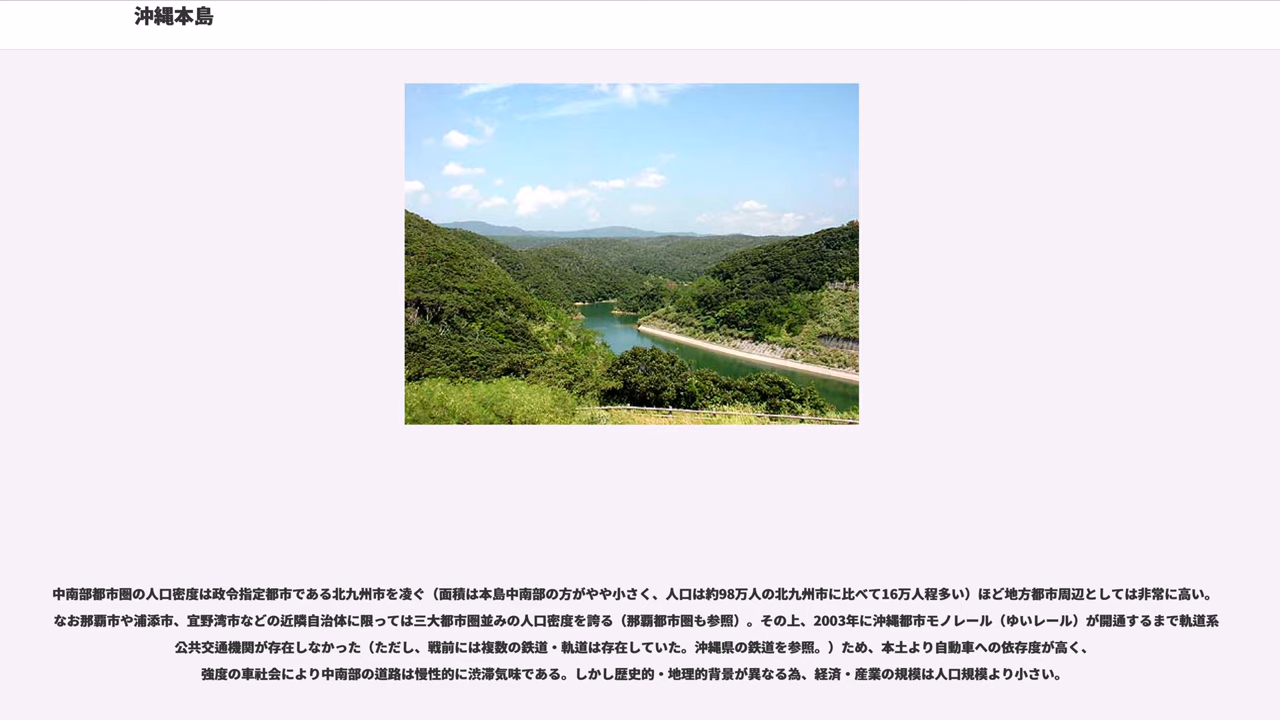 沖縄本島
中南部都市圏の人口密度は政令指定都市である北九州市を凌ぐ（面積は本島中南部の方がやや小さく、人口は約98万人の北九州市に比べて16万人程多い）ほど地方都市周辺としては非常に高い。
なお那覇市や浦添市、宜野湾市などの近隣自治体に限っては三大都市圏並みの人口密度を誇る（那覇都市圏も参照）。その上、2003年に沖縄都市モノレール（ゆいレール）が開通するまで軌道系
公共交通機関が存在しなかった（ただし、戦前には複数の鉄道・軌道は存在していた。沖縄県の鉄道を参照。）ため、本土より自動車への依存度が高く、
強度の車社会により中南部の道路は慢性的に渋滞気味である。しかし歴史的・地理的背景が異なる為、経済・産業の規模は人口規模より小さい。